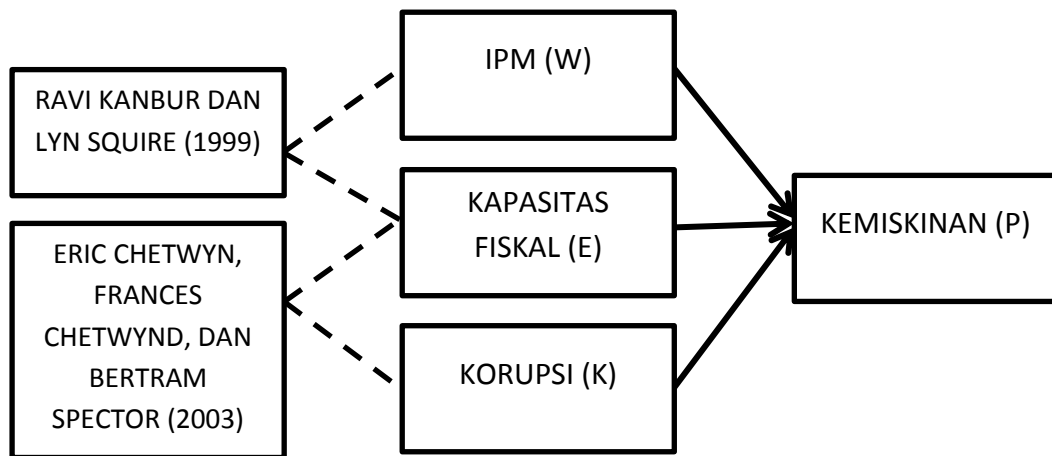 RAVI KANBUR DAN
LYN SQUIRE (1999)
ERIC CHETWYN,
FRANCES
CHETWYND, DAN
BERTRAM
SPECTOR (2003)
IPM (W)
KAPASITAS
FISKAL (E)
KORUPSI (K)
KEMISKINAN (P)